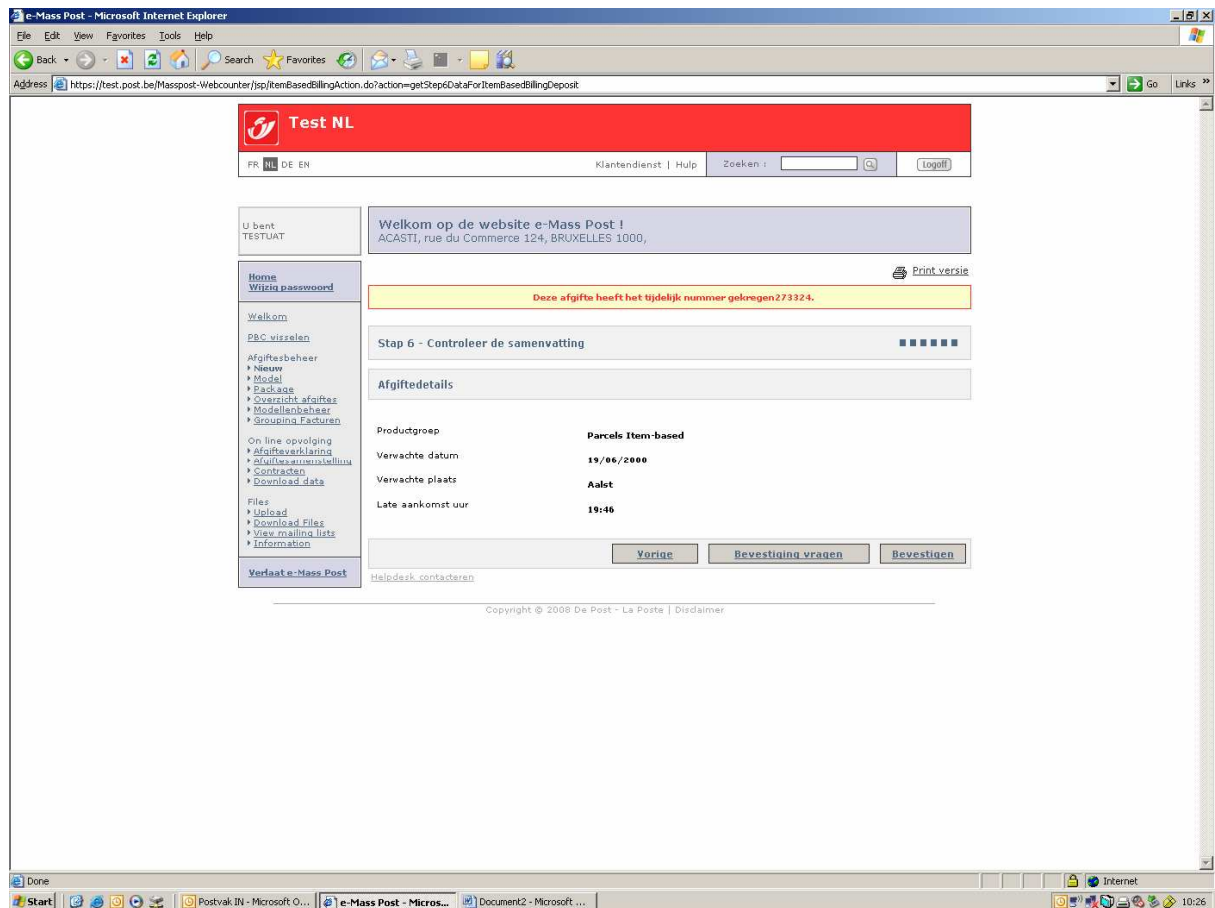 e-Mass Post - Microsoft Internet Explorer
File Edit View Favorites Tools Help
Back Search Favorites
Address https://test.post.be/Masspost-Webcounter/jsp/itemBasedBillingAction.do?action=getStep6DataForItemBasedBillingDeposit Go Links »
Test NL
FR NL DE EN Klantendienst | Hulp Zoeken : Logoff
U bent
TESTUAT
Welkom op de website e-Mass Post !
ACASTI, rue du Commerce 124, BRUXELLES 1000,
Print versie
Home
Wijzig passwoord
Deze afgifte heeft het tijdelijk nummer gekregen273324.
Welkom
PBC visselen
Afgiftesbeheer
Nieuw
Model
Package
Overzicht afgiftes
Modellenbeheer
Grouping Facturen
On line opvolging
Afgifteverklaring
Afgiftesamenstelling
Contracten
Download data
Files
Upload
Download Files
View mailing lists
Information
Verlaat e-Mass Post
Stap 6 - Controleer de samenvatting
Afgiftedetails
Productgroep Parcels Item-based
Verwachte datum 19/06/2000
Verwachte plaats Aalst
Late aankomst uur 19:46
Vorige Bevestiging vragen Bevestigen
Helpdesk contacteren
Copyright © 2008 De Post - La Poste | Disclaimer
Done Internet
Start Postvak IN - Microsoft O... e-Mass Post - Micros... Document2 - Microsoft ... 10:26